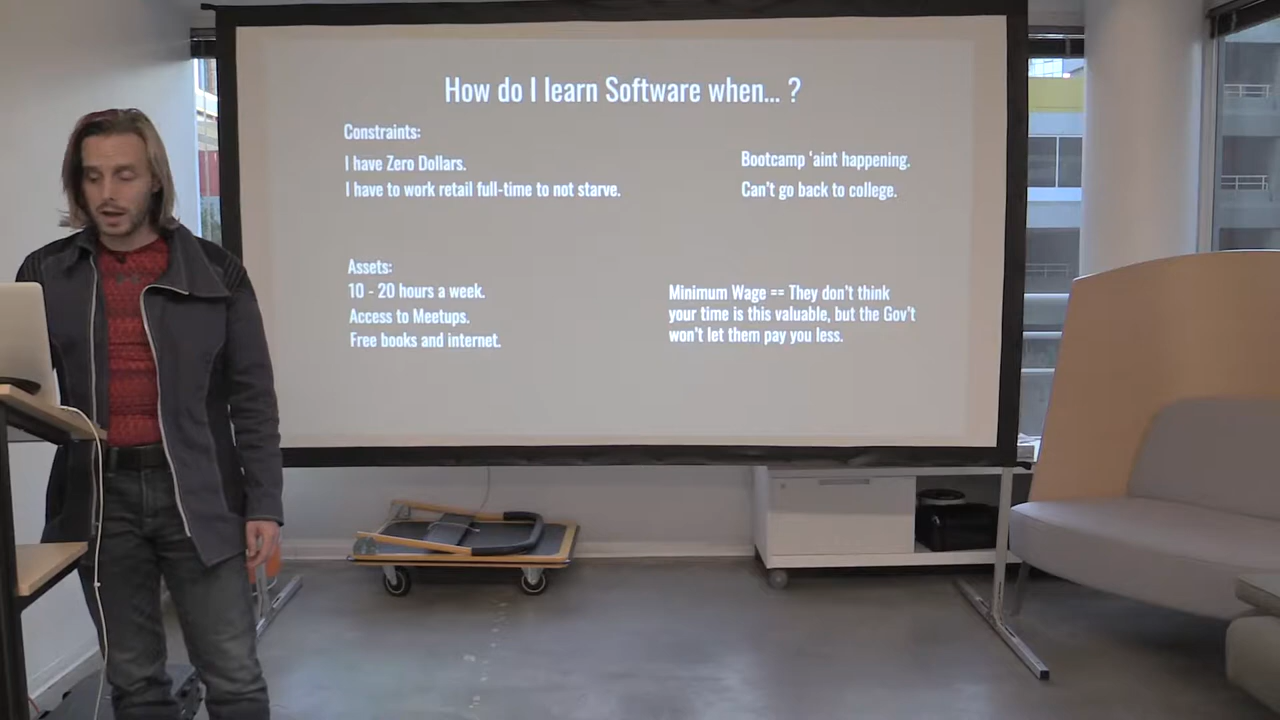 How do I learn Software when... ?
Constraints:
I have Zero Dollars.
I have to work retail full-time to not starve.
Bootcamp ‘aint happening.
Can't go back to college.
Assets:
10 - 20 hours a week.
Access to Meetups.
Free books and internet.
Minimum Wage == They don't think
your time is this valuable, but the Gov't
won't let them pay you less.